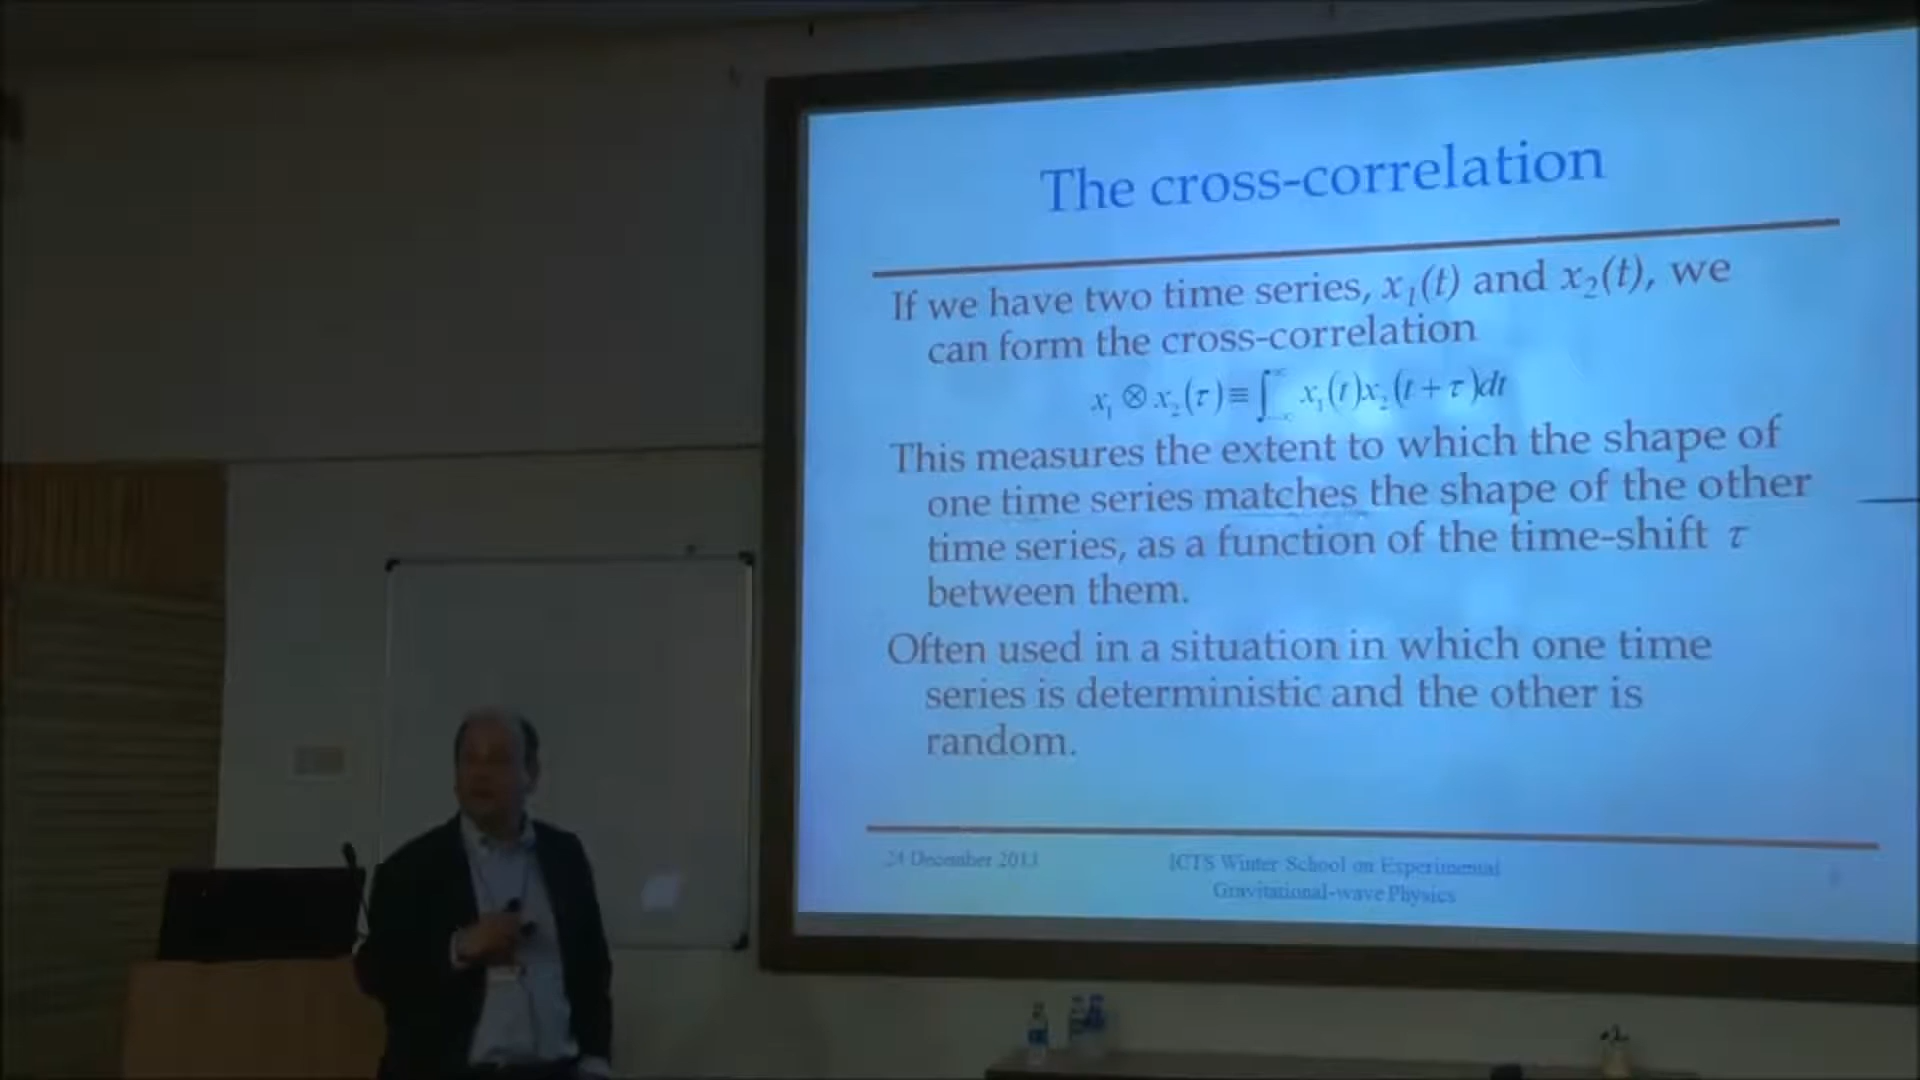 The cross-correlation
If we have two time series, x₁(t) and x₂(t), we
can form the cross-correlation
x₁ ⊗ x₂(τ) ≡ ∫_{-∞}^{∞} x₁(t)x₂(t + τ)dt
This measures the extent to which the shape of
one time series matches the shape of the other
time series, as a function of the time-shift τ
between them.
Often used in a situation in which one time
series is deterministic and the other is
random.
24 December 2013
ICTS Winter School on Experimental
Gravitational-wave Physics